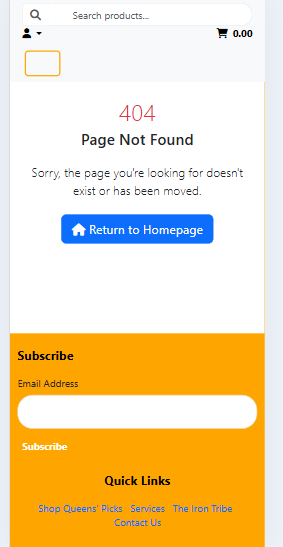 Search products...
0.00
404
Page Not Found
Sorry, the page you're looking for doesn't
exist or has been moved.
Return to Homepage
Subscribe
Email Address
Subscribe
Quick Links
Shop Queens' Picks Services The Iron Tribe
Contact Us